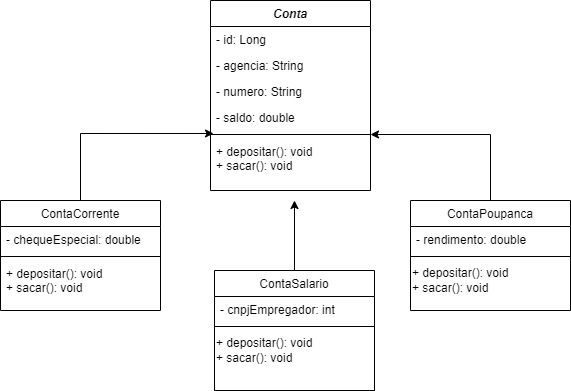 Conta
- id: Long
- agencia: String
- numero: String
- saldo: double
+ depositar(): void
+ sacar(): void
ContaCorrente
- chequeEspecial: double
+ depositar(): void
+ sacar(): void
ContaSalario
- cnpjEmpregador: int
+ depositar(): void
+ sacar(): void
ContaPoupanca
- rendimento: double
+ depositar(): void
+ sacar(): void